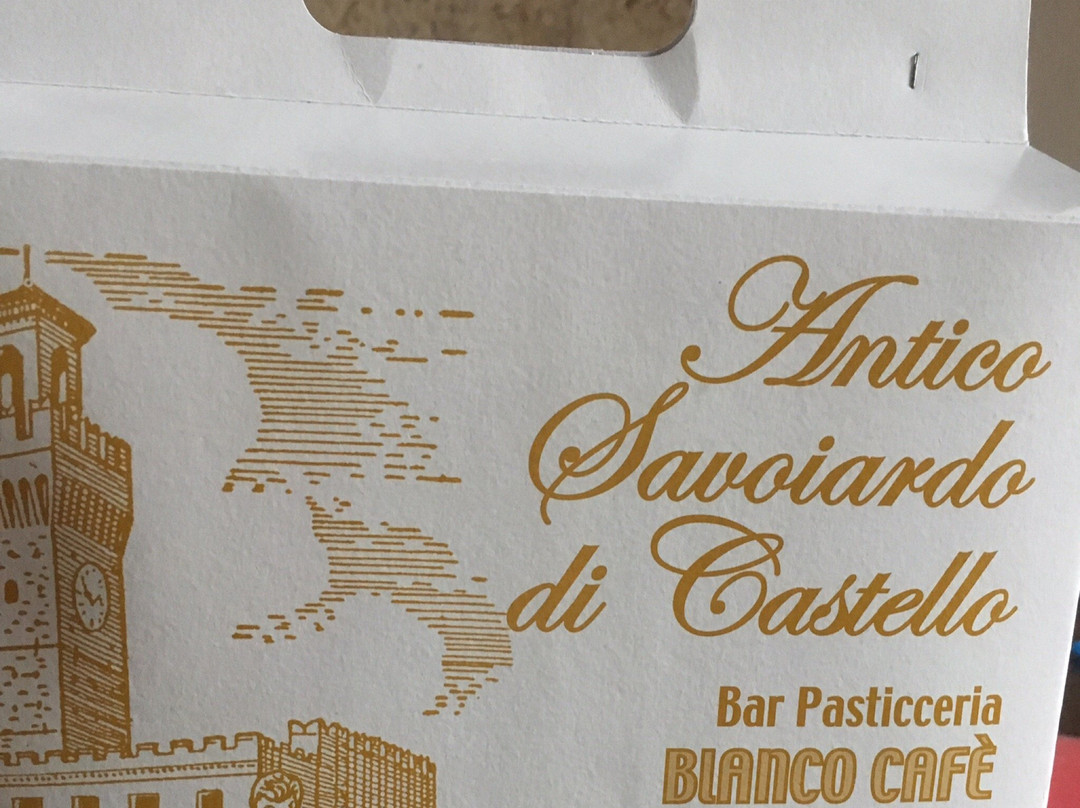 Antico
Savoiardo
di Castello
Bar Pasticceria
BLANCO CAFÈ